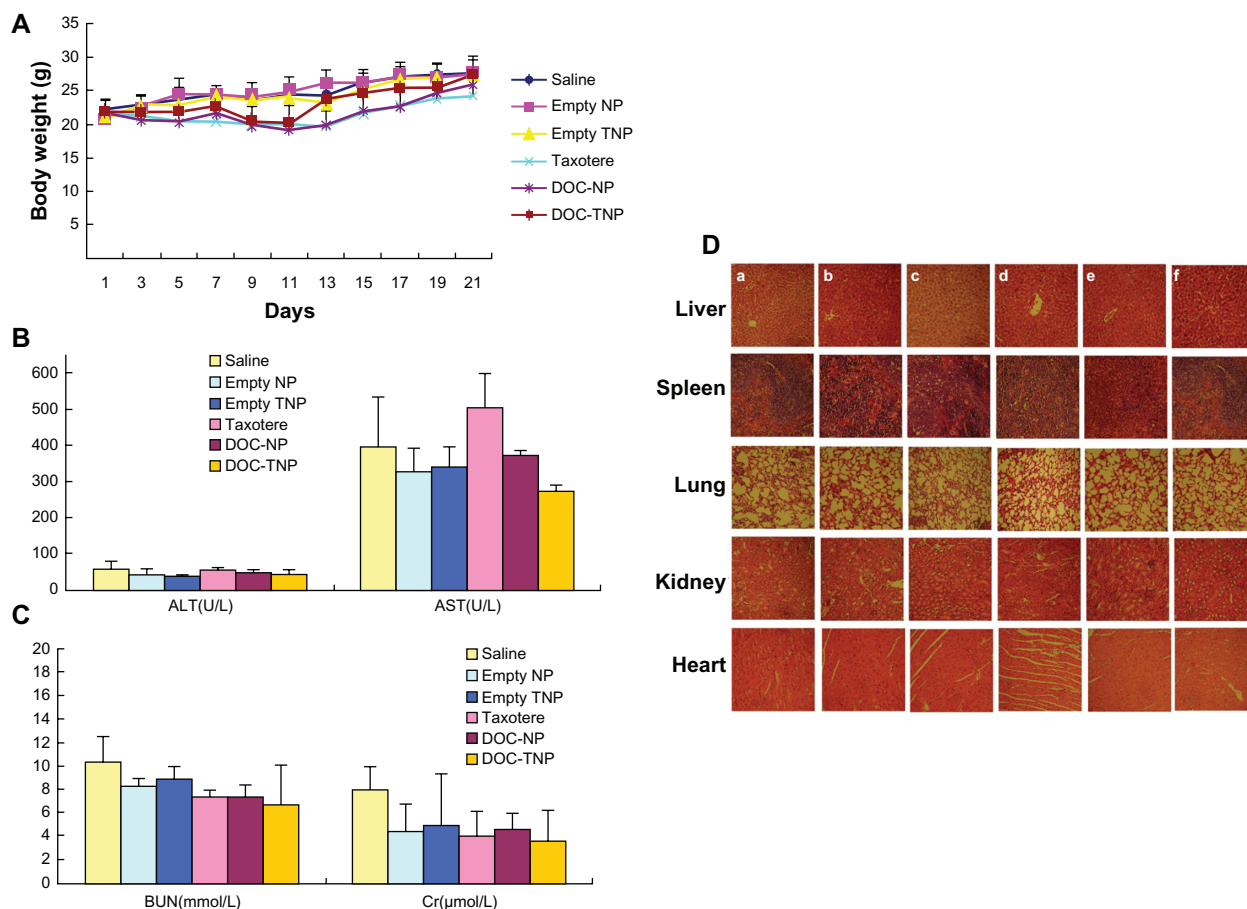 A
Body weight (g)
35
30
25
20
15
10
5
1 3 5 7 9 11 13 15 17 19 21
Days
Saline
Empty NP
Empty TNP
Taxotere
DOC-NP
DOC-TNP
B
600
500
400
300
200
100
0
Saline
Empty NP
Empty TNP
Taxotere
DOC-NP
DOC-TNP
ALT(U/L) AST(U/L)
C
20
18
16
14
12
10
8
6
4
2
0
Saline
Empty NP
Empty TNP
Taxotere
DOC-NP
DOC-TNP
BUN(mmol/L) Cr(μmol/L)
D
a b c d e f
Liver
Spleen
Lung
Kidney
Heart